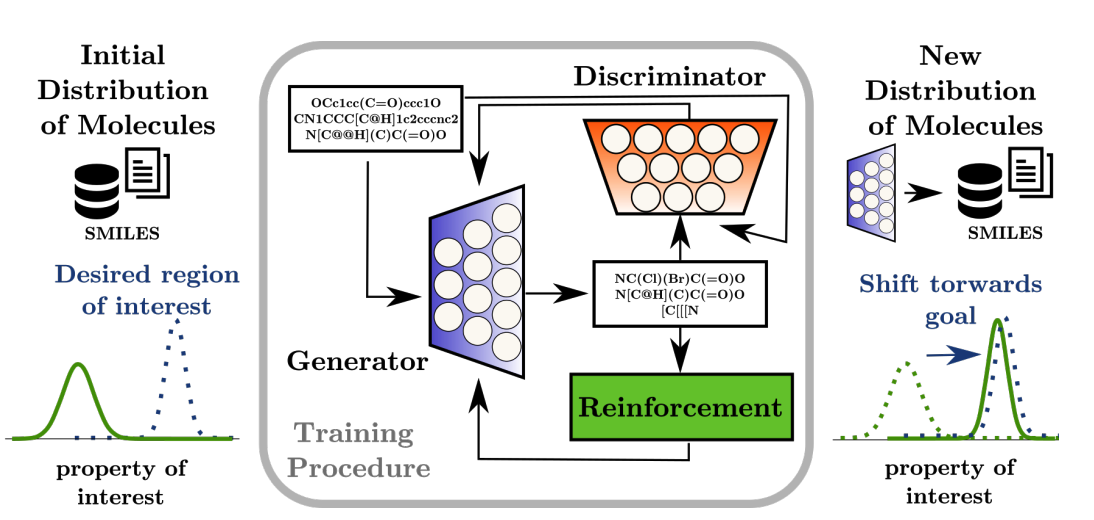 Initial
Distribution
of Molecules
SMILES
Desired region
of interest
property of
interest
OCc1cc(C=O)ccc1O
CN1CCC[C@H]1c2cccnc2
N[C@@H](C)C(=O)O
Discriminator
Generator
NC(Cl)(Br)C(=O)O
N[C@H](C)C(=O)O
[C[[[N
Reinforcement
Training
Procedure
New
Distribution
of Molecules
SMILES
Shift torwards
goal
property of
interest